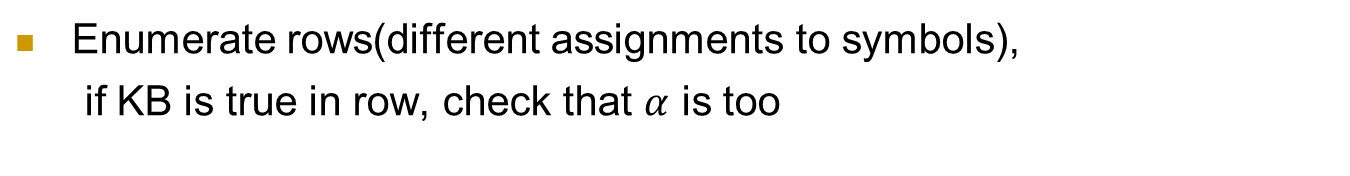 Enumerate rows(different assignments to symbols),
if KB is true in row, check that α is too